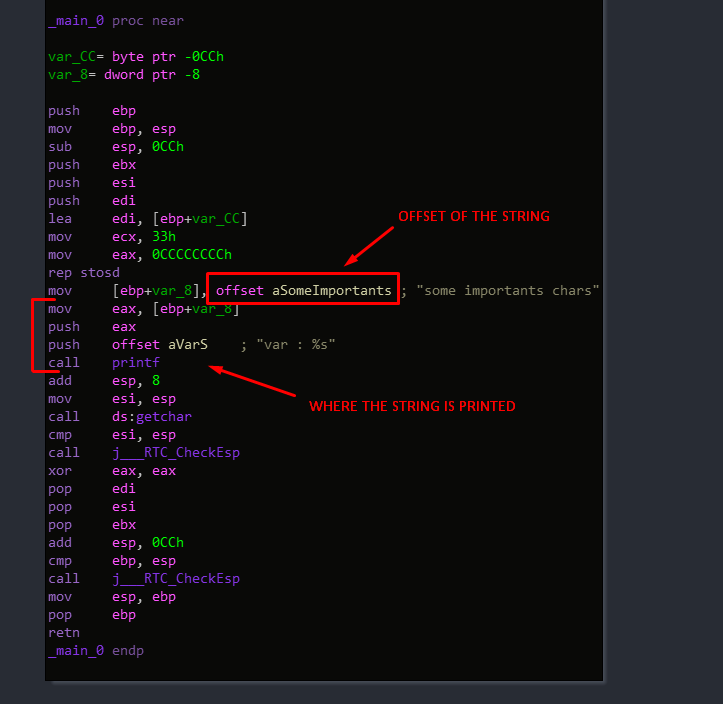 _main_0 proc near
var_CC= byte ptr -0CCh
var_8= dword ptr -8
push ebp
mov ebp, esp
sub esp, 0CCh
push ebx
push esi
push edi
lea edi, [ebp+var_CC]
OFFSET OF THE STRING
mov ecx, 33h
mov eax, 0CCCCCCCCh
rep stosd
mov [ebp+var_8], offset aSomeImportants ; "some importants chars"
mov eax, [ebp+var_8]
push eax
push offset aVarS ; "var : %s"
call printf
add esp, 8
mov esi, esp
WHERE THE STRING IS PRINTED
call ds:getchar
cmp esi, esp
call j___RTC_CheckEsp
xor eax, eax
pop edi
pop esi
pop ebx
add esp, 0CCh
cmp ebp, esp
call j___RTC_CheckEsp
mov esp, ebp
pop ebp
retn
_main_0 endp